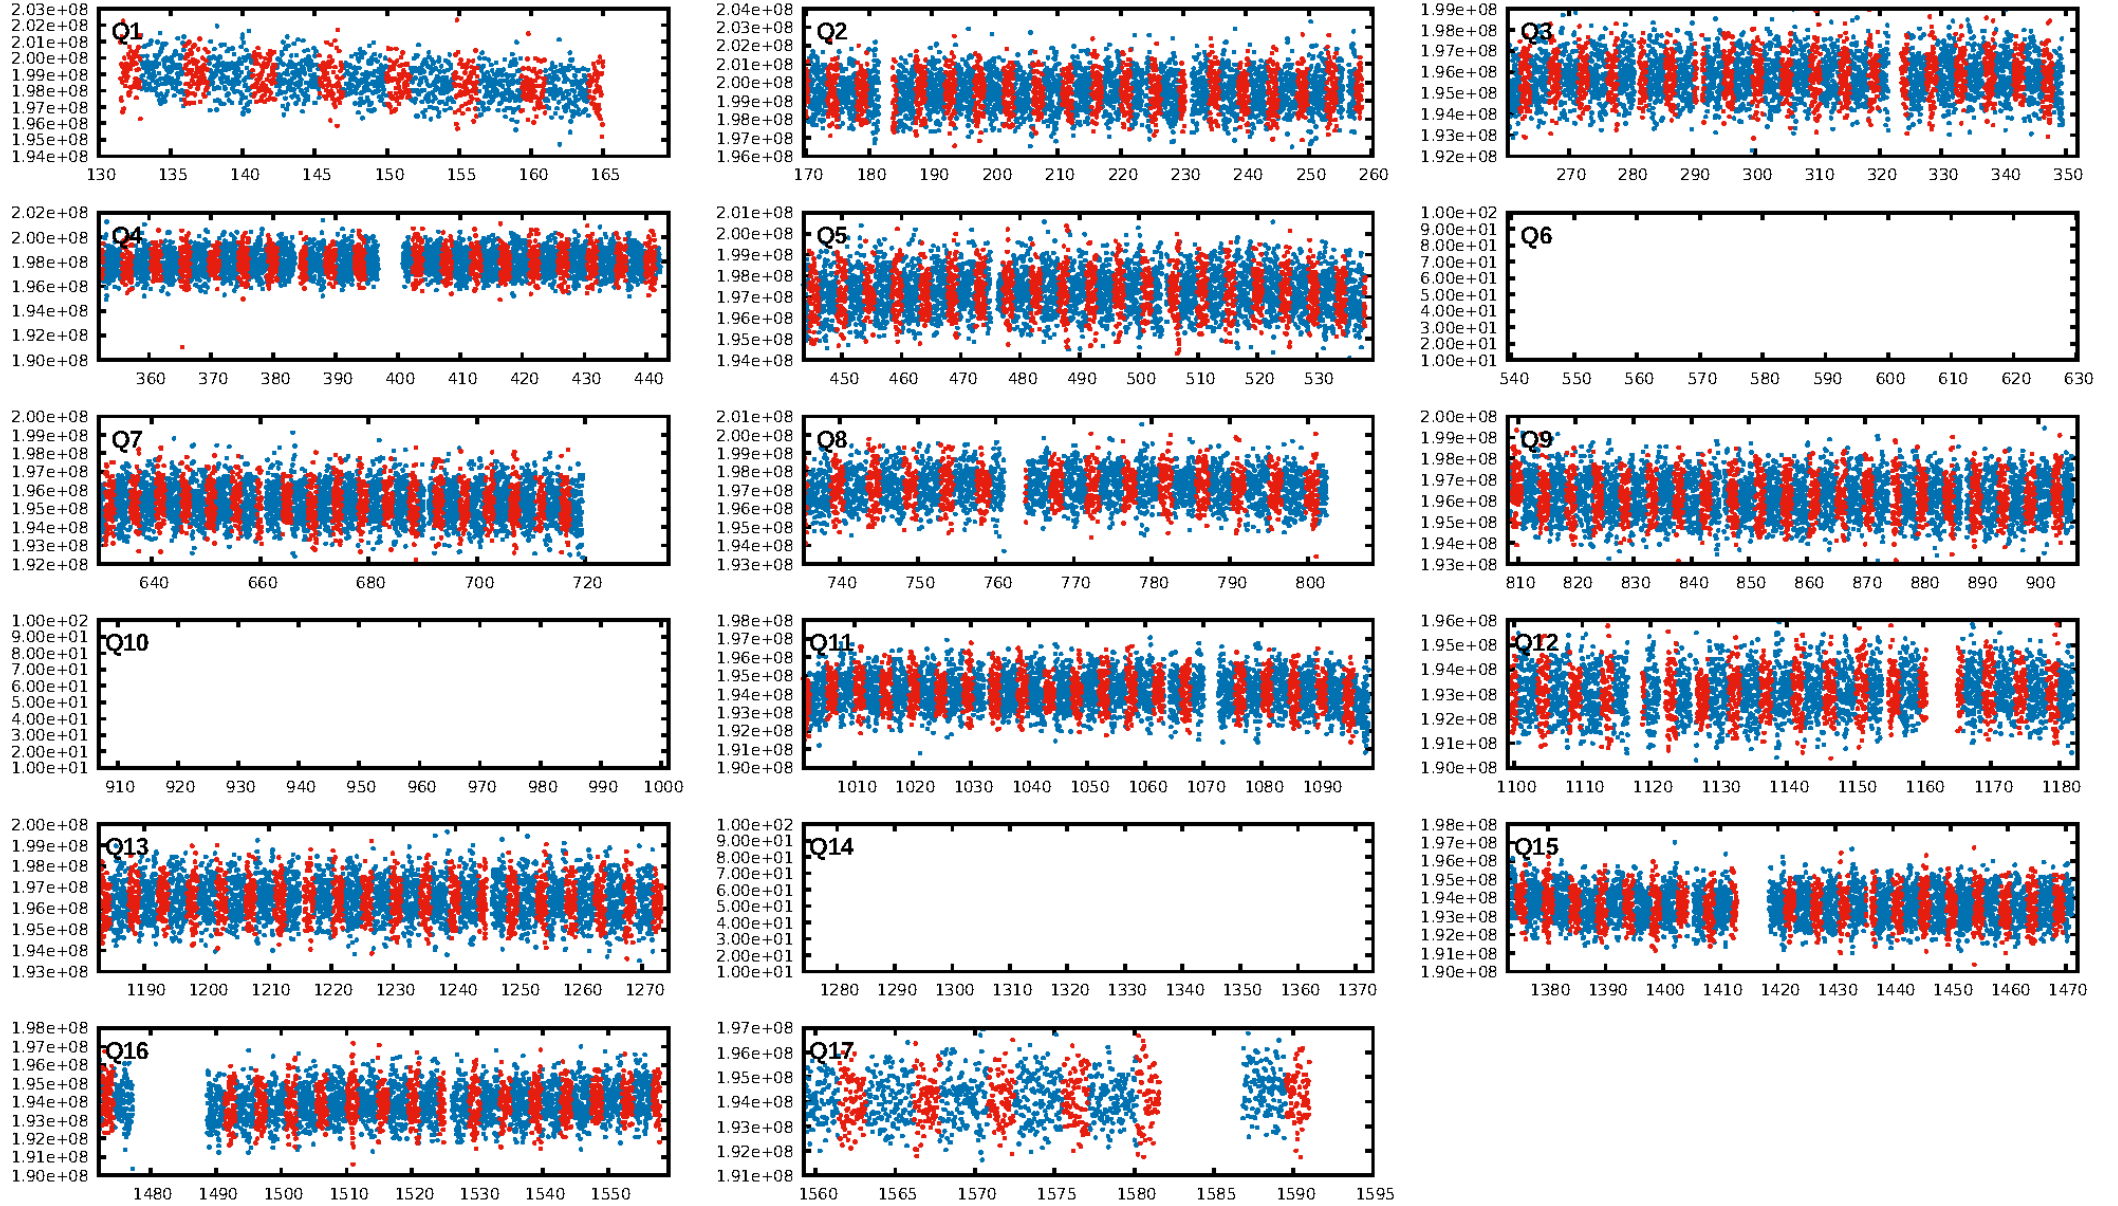 Q1
2.03e+08
2.02e+08
2.01e+08
2.00e+08
1.99e+08
1.98e+08
1.97e+08
1.96e+08
1.95e+08
1.94e+08
130 135 140 145 150 155 160 165
Q2
2.04e+08
2.03e+08
2.02e+08
2.01e+08
2.00e+08
1.99e+08
1.98e+08
1.97e+08
1.96e+08
170 180 190 200 210 220 230 240 250 260
Q3
1.99e+08
1.98e+08
1.97e+08
1.96e+08
1.95e+08
1.94e+08
1.93e+08
1.92e+08
270 280 290 300 310 320 330 340 350
Q4
2.02e+08
2.00e+08
1.98e+08
1.96e+08
1.94e+08
1.92e+08
1.90e+08
360 370 380 390 400 410 420 430 440
Q5
2.01e+08
2.00e+08
1.99e+08
1.98e+08
1.97e+08
1.96e+08
1.95e+08
1.94e+08
450 460 470 480 490 500 510 520 530
Q6
1.00e+02
9.00e+01
8.00e+01
7.00e+01
6.00e+01
5.00e+01
4.00e+01
3.00e+01
2.00e+01
1.00e+01
540 550 560 570 580 590 600 610 620 630
Q7
2.00e+08
1.99e+08
1.98e+08
1.97e+08
1.96e+08
1.95e+08
1.94e+08
1.93e+08
1.92e+08
640 660 680 700 720
Q8
2.01e+08
2.00e+08
1.99e+08
1.98e+08
1.97e+08
1.96e+08
1.95e+08
1.94e+08
1.93e+08
740 750 760 770 780 790 800
Q9
2.00e+08
1.99e+08
1.98e+08
1.97e+08
1.96e+08
1.95e+08
1.94e+08
1.93e+08
810 820 830 840 850 860 870 880 890 900
Q10
1.00e+02
9.00e+01
8.00e+01
7.00e+01
6.00e+01
5.00e+01
4.00e+01
3.00e+01
2.00e+01
1.00e+01
910 920 930 940 950 960 970 980 990 1000
Q11
1.98e+08
1.97e+08
1.96e+08
1.95e+08
1.94e+08
1.93e+08
1.92e+08
1.91e+08
1.90e+08
1010 1020 1030 1040 1050 1060 1070 1080 1090
Q12
1.96e+08
1.95e+08
1.94e+08
1.93e+08
1.92e+08
1.91e+08
1.90e+08
1100 1110 1120 1130 1140 1150 1160 1170 1180
Q13
2.00e+08
1.99e+08
1.98e+08
1.97e+08
1.96e+08
1.95e+08
1.94e+08
1.93e+08
1190 1200 1210 1220 1230 1240 1250 1260 1270
Q14
1.00e+02
9.00e+01
8.00e+01
7.00e+01
6.00e+01
5.00e+01
4.00e+01
3.00e+01
2.00e+01
1.00e+01
1280 1290 1300 1310 1320 1330 1340 1350 1360 1370
Q15
1.98e+08
1.97e+08
1.96e+08
1.95e+08
1.94e+08
1.93e+08
1.92e+08
1.91e+08
1.90e+08
1380 1390 1400 1410 1420 1430 1440 1450 1460 1470
Q16
1.98e+08
1.97e+08
1.96e+08
1.95e+08
1.94e+08
1.93e+08
1.92e+08
1.91e+08
1.90e+08
1480 1490 1500 1510 1520 1530 1540 1550
Q17
1.97e+08
1.96e+08
1.95e+08
1.94e+08
1.93e+08
1.92e+08
1.91e+08
1560 1565 1570 1575 1580 1585 1590 1595